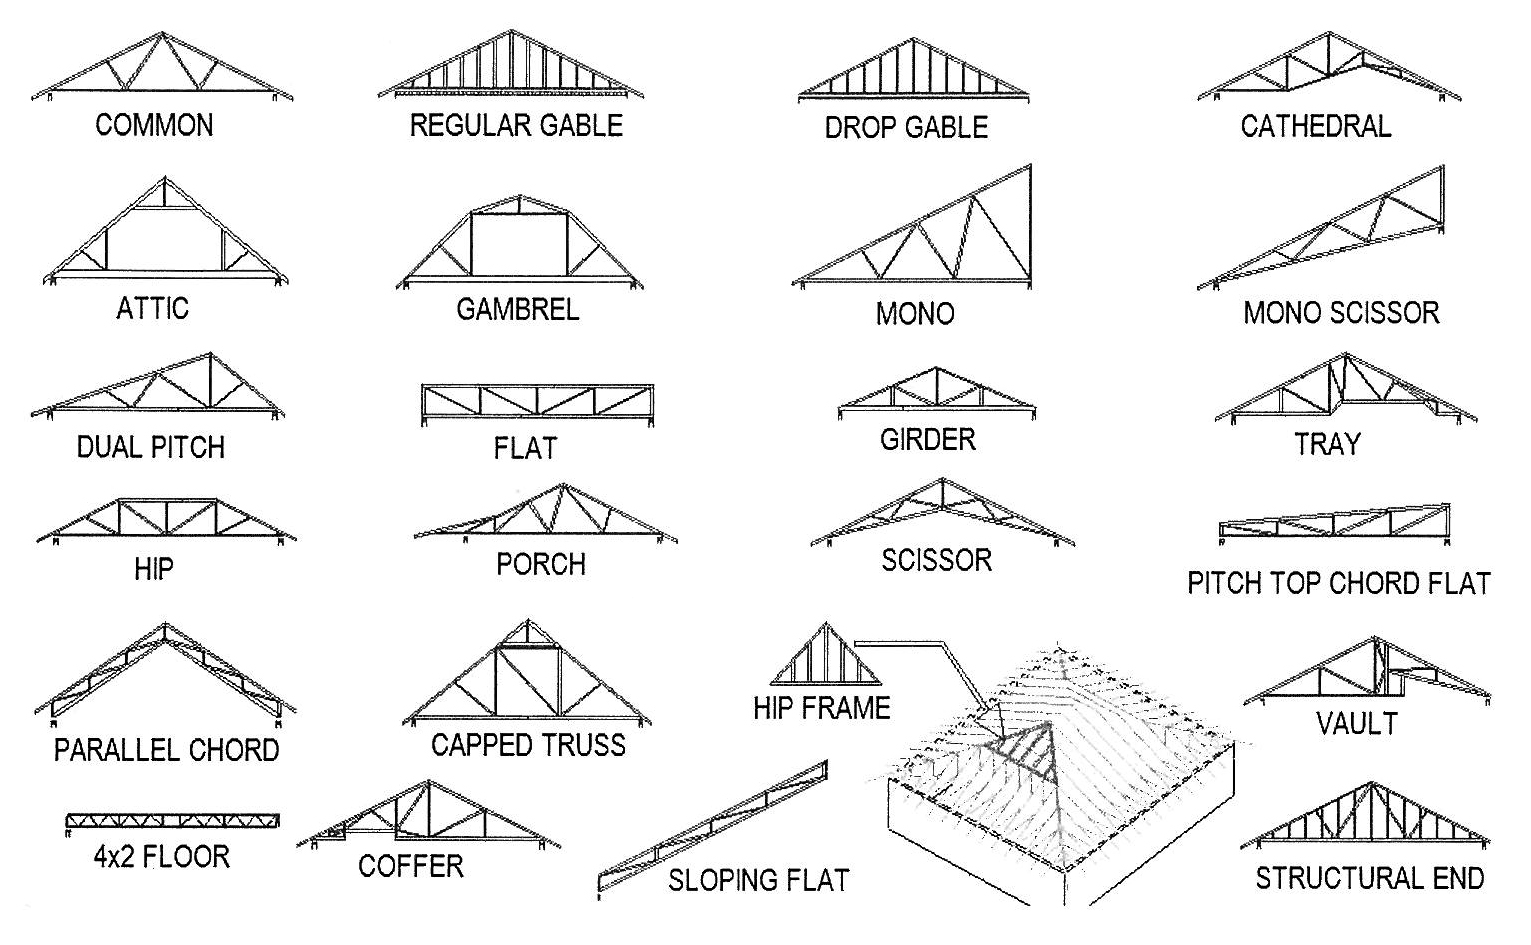 COMMON
REGULAR GABLE
DROP GABLE
CATHEDRAL
ATTIC
GAMBREL
MONO
MONO SCISSOR
DUAL PITCH
FLAT
GIRDER
TRAY
HIP
PORCH
SCISSOR
PITCH TOP CHORD FLAT
PARALLEL CHORD
CAPPED TRUSS
HIP FRAME
VAULT
4x2 FLOOR
COFFER
SLOPING FLAT
STRUCTURAL END